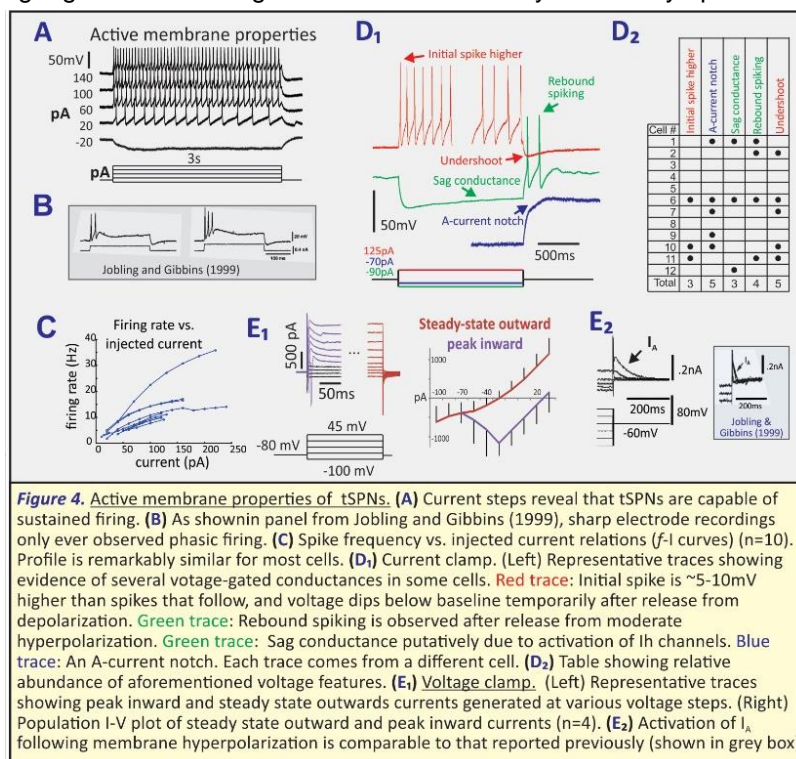 A
Active membrane properties
50mV
140
100
pA
60
20
-20
3s
pA
B
20 mV
0.4 nA
100 ms
Jobling and Gibbins (1999)
C
Firing rate vs.
injected current
firing rate (Hz)
40
30
20
10
0
0
50
100
150
200
250
current (pA)
D1
Initial spike higher
Rebound
spiking
Undershoot
Sag conductance
A-current notch
50mV
500ms
125pA
-70pA
-90pA
D2
Initial spike higher
A-current notch
Sag conductance
Rebound spiking
Undershoot
Cell #
1
2
3
4
5
6
7
8
9
10
11
12
Total 3 5 3 4 5
E1
500 pA
...
50ms
45 mV
-80 mV
-100 mV
Steady-state outward
peak inward
1000
-100
-70
-40
20
pA
-1000
E2
IA
.2nA
200ms
80mV
-60mV
IA
.2nA
200ms
Jobling &
Gibbins (1999)
Figure 4. Active membrane properties of tSPNs. (A) Current steps reveal that tSPNs are capable of
sustained firing. (B) As shownin panel from Jobling and Gibbins (1999), sharp electrode recordings
only ever observed phasic firing. (C) Spike frequency vs. injected current relations (f-I curves) (n=10).
Profile is remarkably similar for most cells. (D1) Current clamp. (Left) Representative traces showing
evidence of several votage-gated conductances in some cells. Red trace: Initial spike is ~5-10mV
higher than spikes that follow, and voltage dips below baseline temporarily after release from
depolarization. Green trace: Rebound spiking is observed after release from moderate
hyperpolarization. Green trace: Sag conductance putatively due to activation of Ih channels. Blue
trace: An A-current notch. Each trace comes from a different cell. (D2) Table showing relative
abundance of aforementioned voltage features. (E1) Voltage clamp. (Left) Representative traces
showing peak inward and steady state outwards currents generated at various voltage steps. (Right)
Population I-V plot of steady state outward and peak inward currents (n=4). (E2) Activation of IA
following membrane hyperpolarization is comparable to that reported previously (shown in grey box